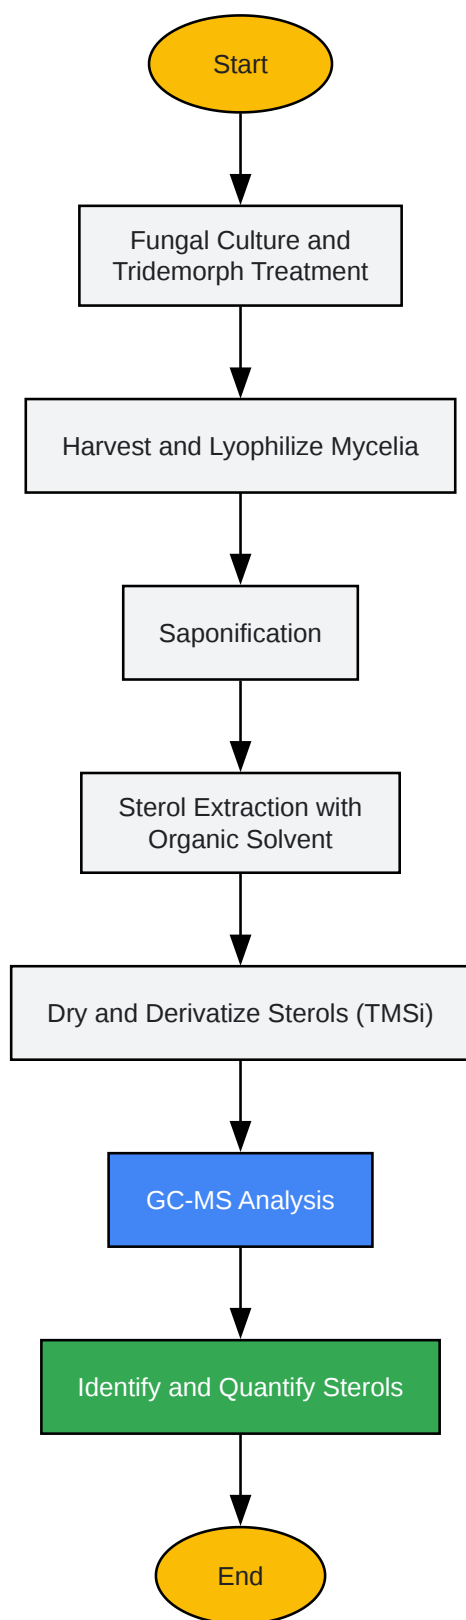 Start
Fungal Culture and
Tridemorph Treatment
Harvest and Lyophilize Mycelia
Saponification
Sterol Extraction with
Organic Solvent
Dry and Derivatize Sterols (TMSi)
GC-MS Analysis
Identify and Quantify Sterols
End